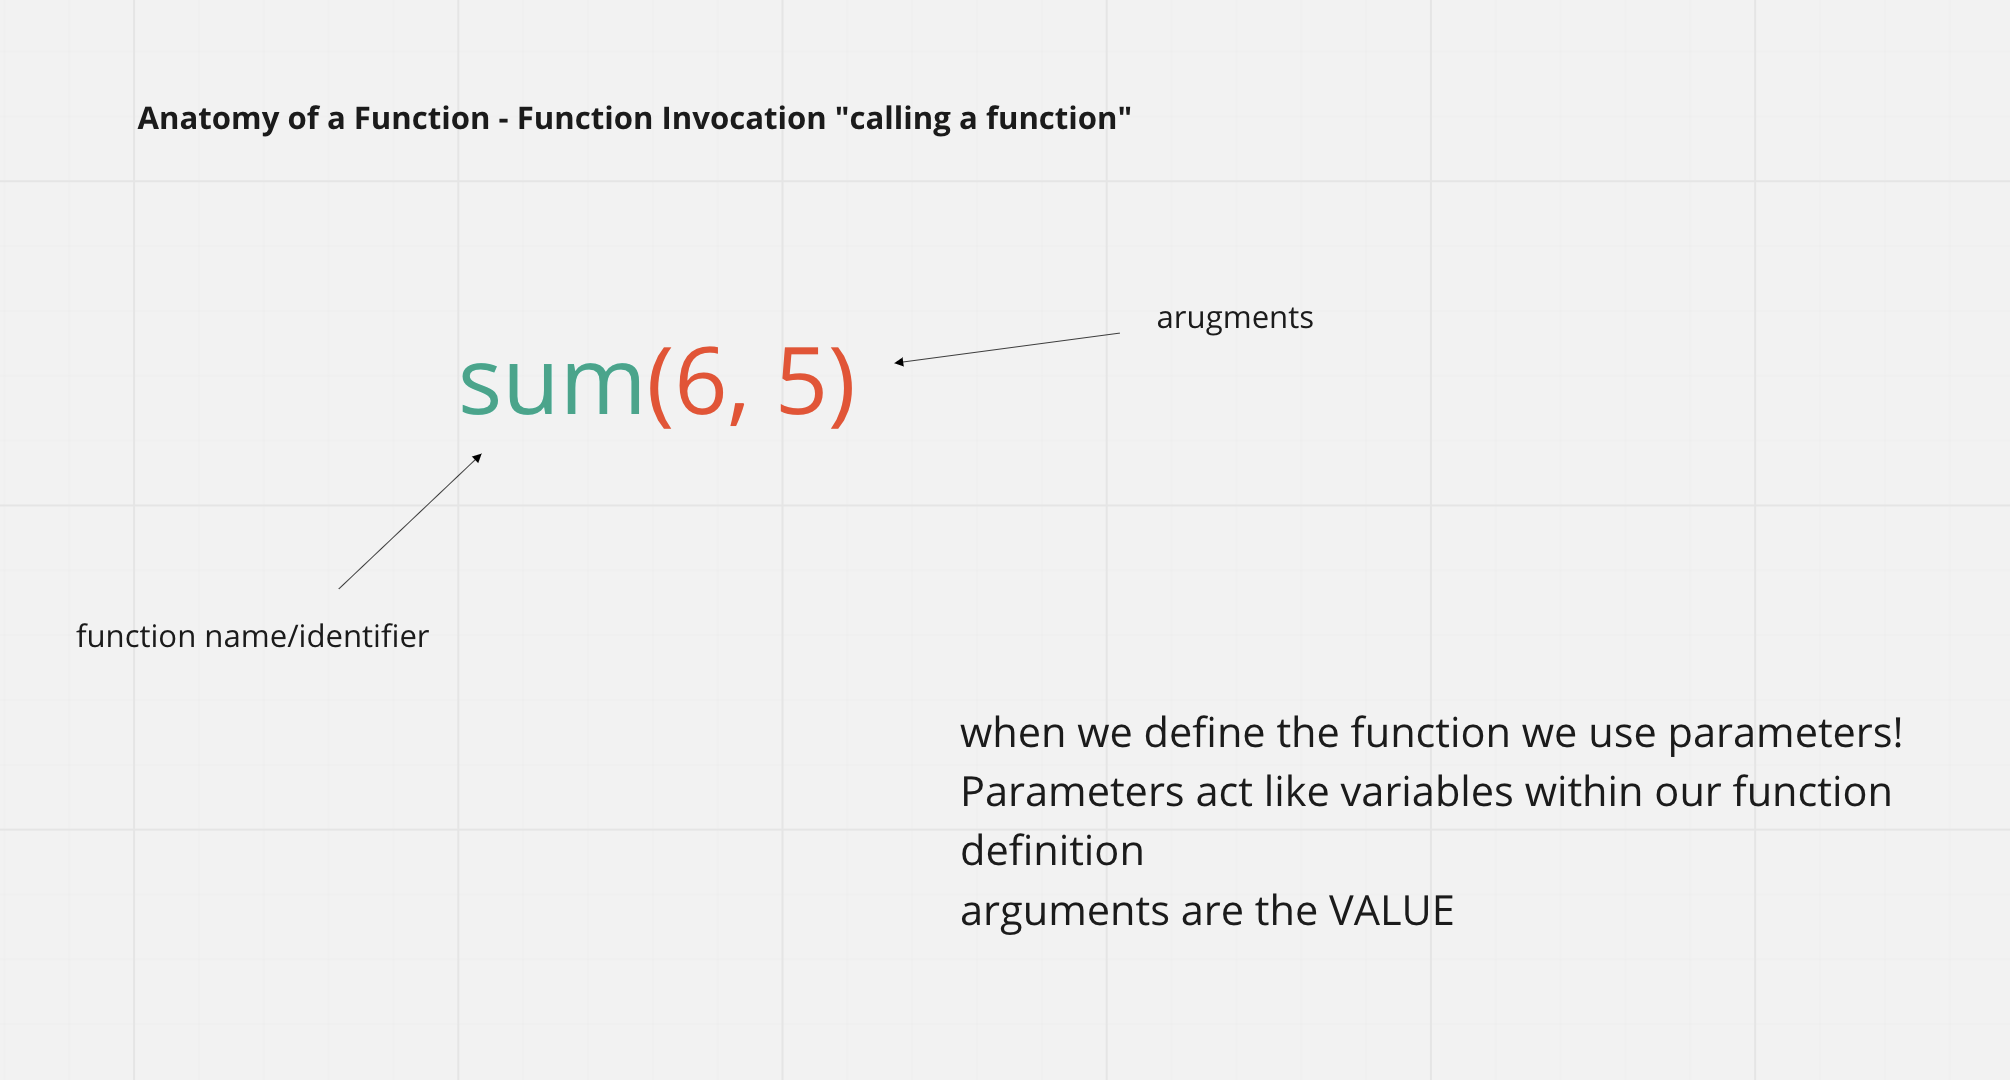 Anatomy of a Function - Function Invocation "calling a function"
arugments
sum(6, 5)
function name/identifier
when we define the function we use parameters!
Parameters act like variables within our function
definition
arguments are the VALUE